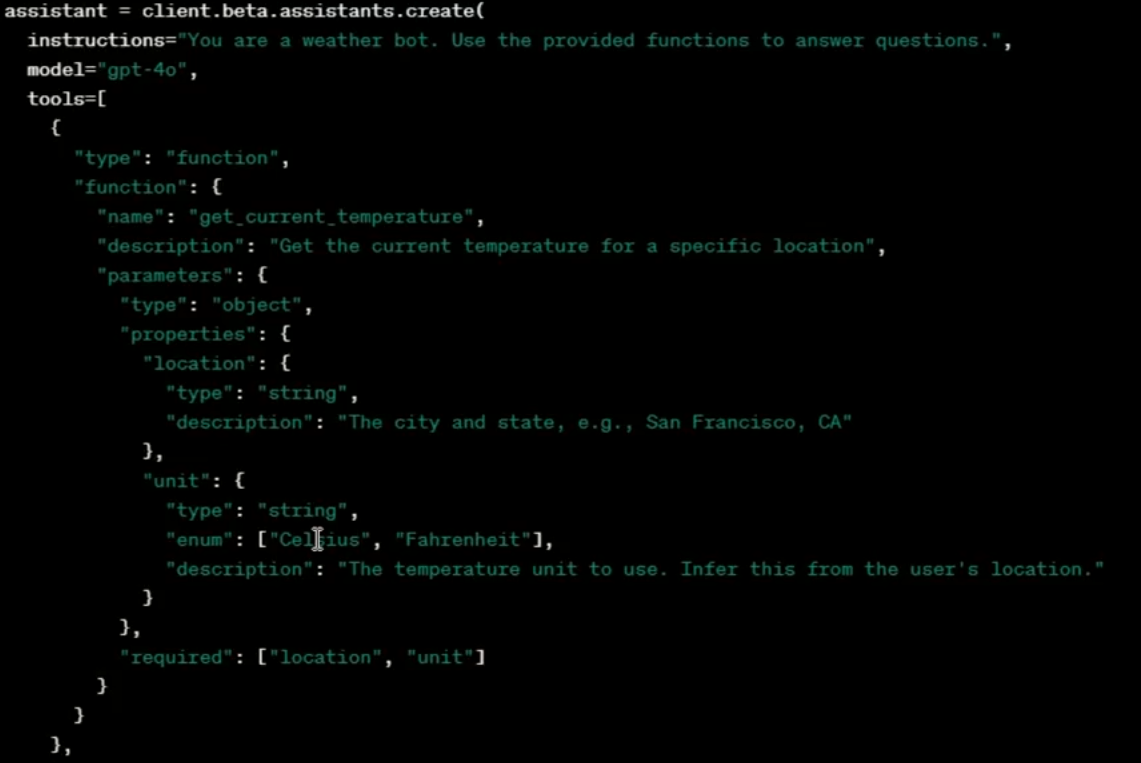 assistant = client.beta.assistants.create(
  instructions="You are a weather bot. Use the provided functions to answer questions.",
  model="gpt-4o",
  tools=[
    {
      "type": "function",
      "function": {
        "name": "get_current_temperature",
        "description": "Get the current temperature for a specific location",
        "parameters": {
          "type": "object",
          "properties": {
            "location": {
              "type": "string",
              "description": "The city and state, e.g., San Francisco, CA"
            },
            "unit": {
              "type": "string",
              "enum": ["Celsius", "Fahrenheit"],
              "description": "The temperature unit to use. Infer this from the user's location."
            }
          },
          "required": ["location", "unit"]
        }
      }
    },